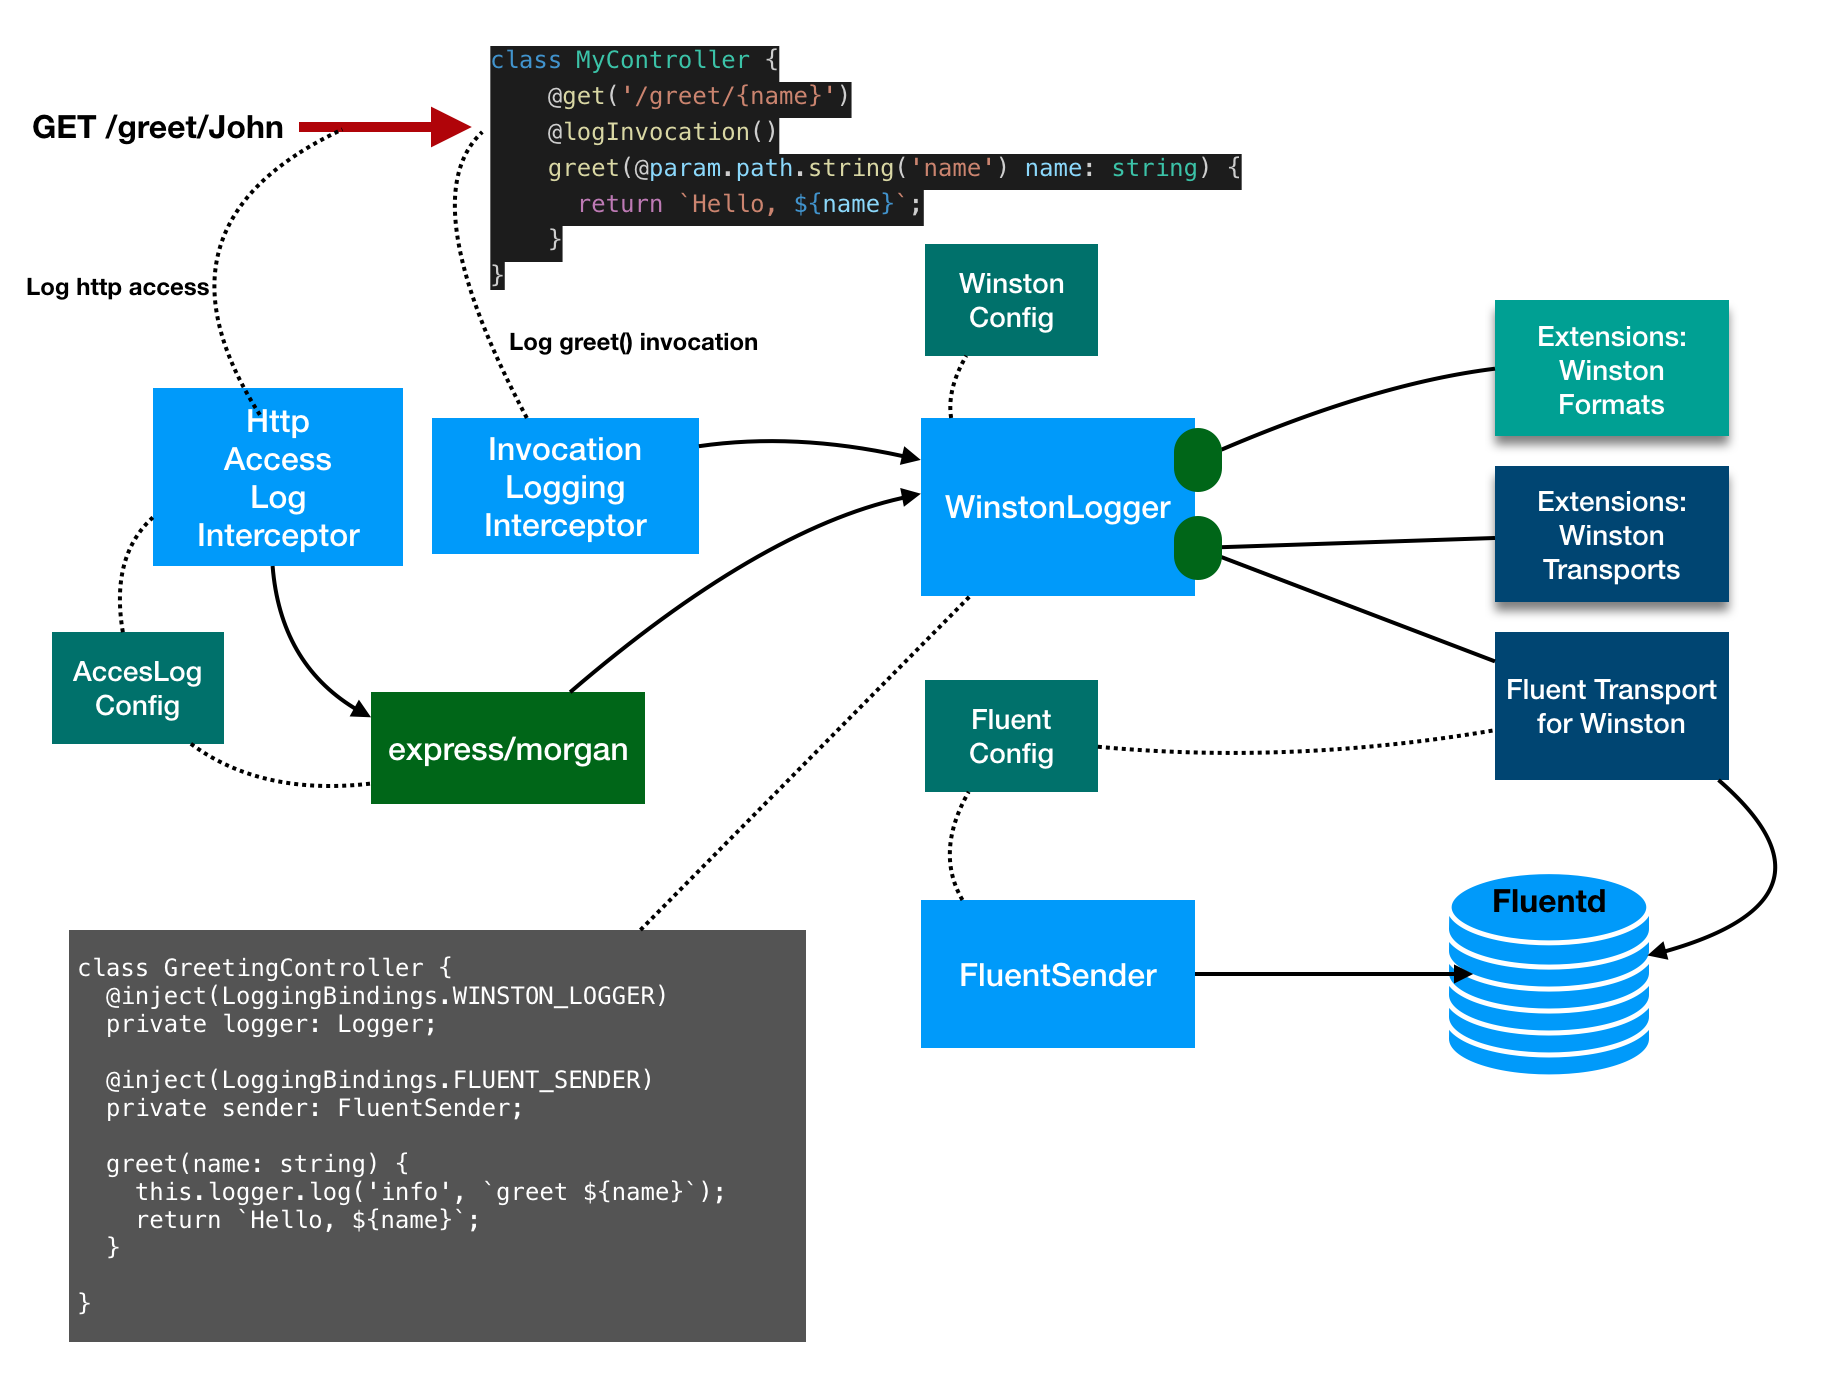 class MyController {
@get('/greet/{name}')
GET /greet/John
@logInvocation()
greet(@param.path.string('name') name: string) {
return `Hello, ${name}`;
}
}
Log http access
Log greet() invocation
Winston
Config
Extensions:
Winston
Formats
Http
Access
Log
Interceptor
Invocation
Logging
Interceptor
WinstonLogger
Extensions:
Winston
Transports
AccesLog
Config
express/morgan
Fluent
Config
Fluent Transport
for Winston
Fluentd
FluentSender
class GreetingController {
@inject(LoggingBindings.WINSTON_LOGGER)
private logger: Logger;
@inject(LoggingBindings.FLUENT_SENDER)
private sender: FluentSender;
greet(name: string) {
this.logger.log('info', `greet ${name}`);
return `Hello, ${name}`;
}
}